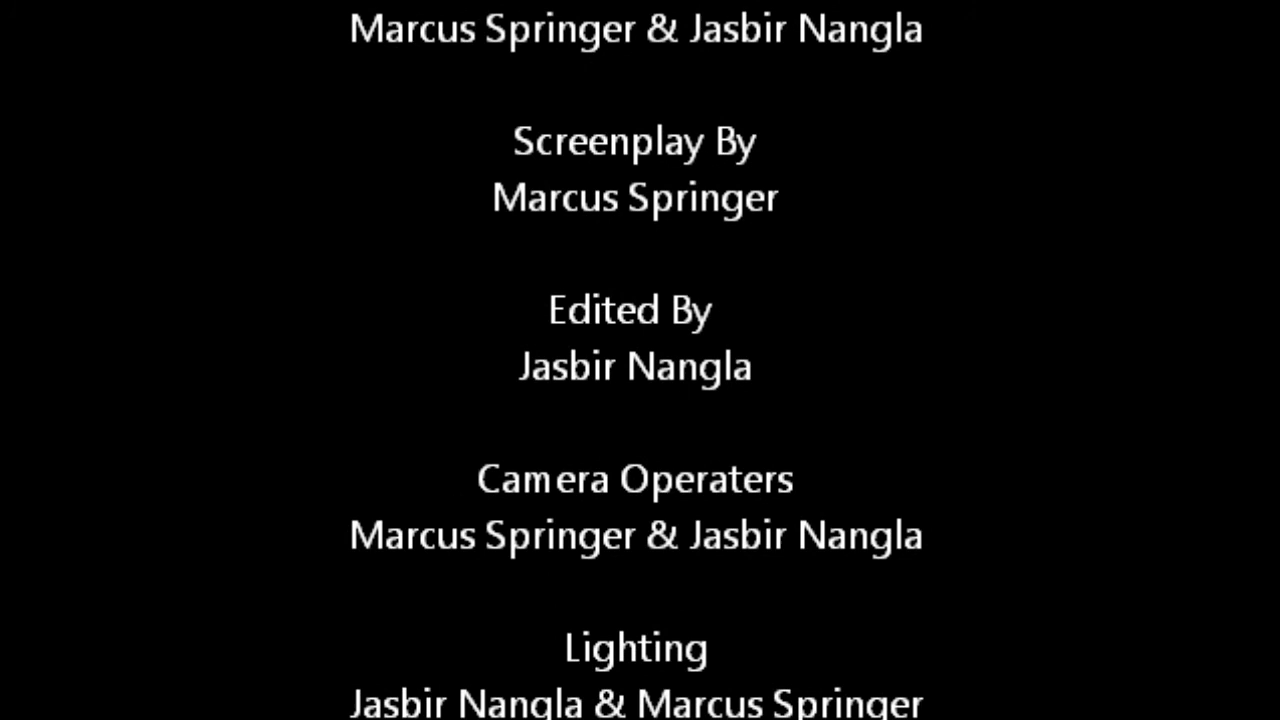 Marcus Springer & Jasbir Nangla
Screenplay By
Marcus Springer
Edited By
Jasbir Nangla
Camera Operaters
Marcus Springer & Jasbir Nangla
Lighting
Jasbir Nangla & Marcus Springer